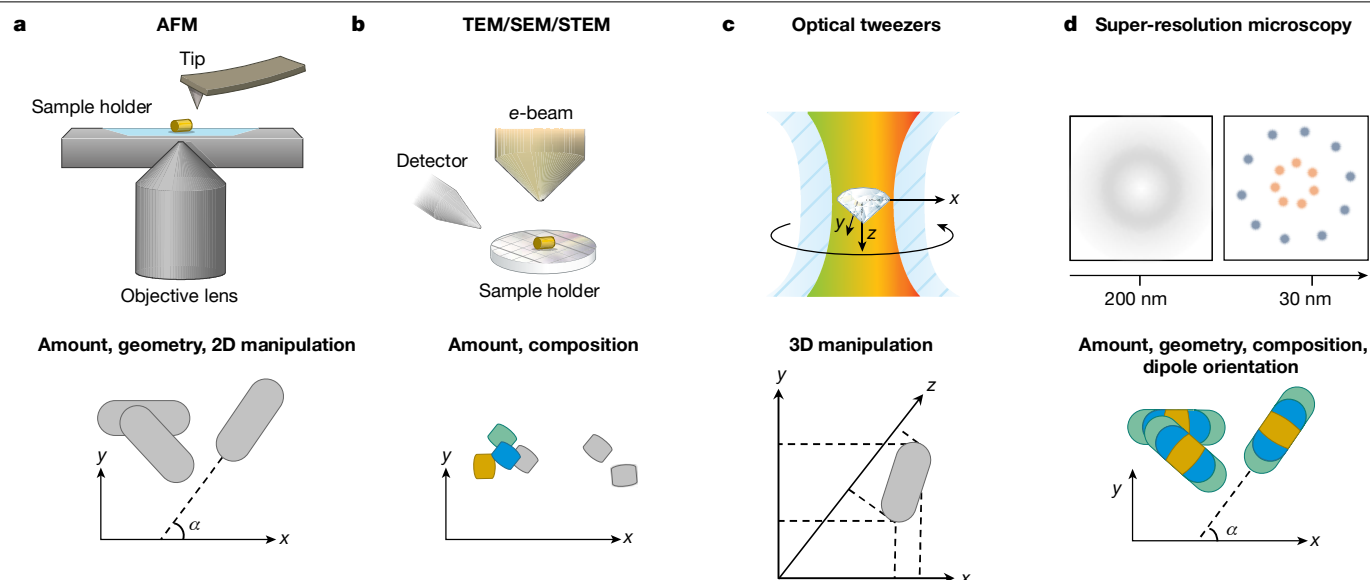 a
AFM
Tip
Sample holder
Objective lens
Amount, geometry, 2D manipulation
y
α
x
b
TEM/SEM/STEM
e-beam
Detector
Sample holder
Amount, composition
y
x
c
Optical tweezers
x
y
z
3D manipulation
y
z
x
d
Super-resolution microscopy
200 nm
30 nm
Amount, geometry, composition,
dipole orientation
y
α
x